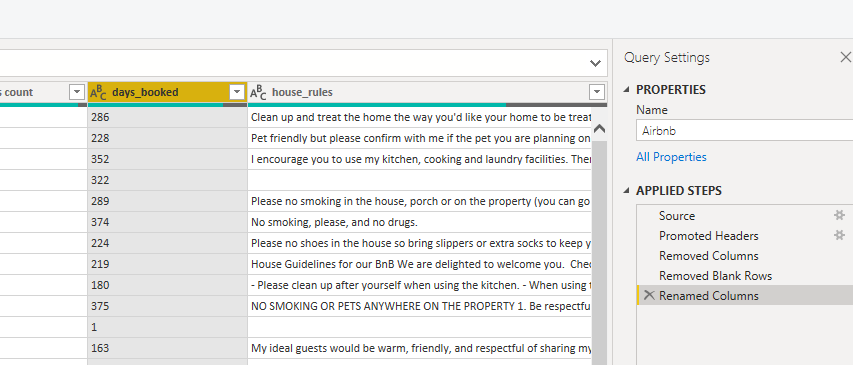 Query Settings
s count
ABC days_booked
ABC house_rules
286 Clean up and treat the home the way you'd like your home to be treat
228 Pet friendly but please confirm with me if the pet you are planning on
352 I encourage you to use my kitchen, cooking and laundry facilities. Ther
322
289 Please no smoking in the house, porch or on the property (you can go
374 No smoking, please, and no drugs.
224 Please no shoes in the house so bring slippers or extra socks to keep y
219 House Guidelines for our BnB We are delighted to welcome you. Chec
180 - Please clean up after yourself when using the kitchen. - When using t
375 NO SMOKING OR PETS ANYWHERE ON THE PROPERTY 1. Be respectfu
1
163 My ideal guests would be warm, friendly, and respectful of sharing my
PROPERTIES
Name
Airbnb
All Properties
APPLIED STEPS
Source
Promoted Headers
Removed Columns
Removed Blank Rows
Renamed Columns